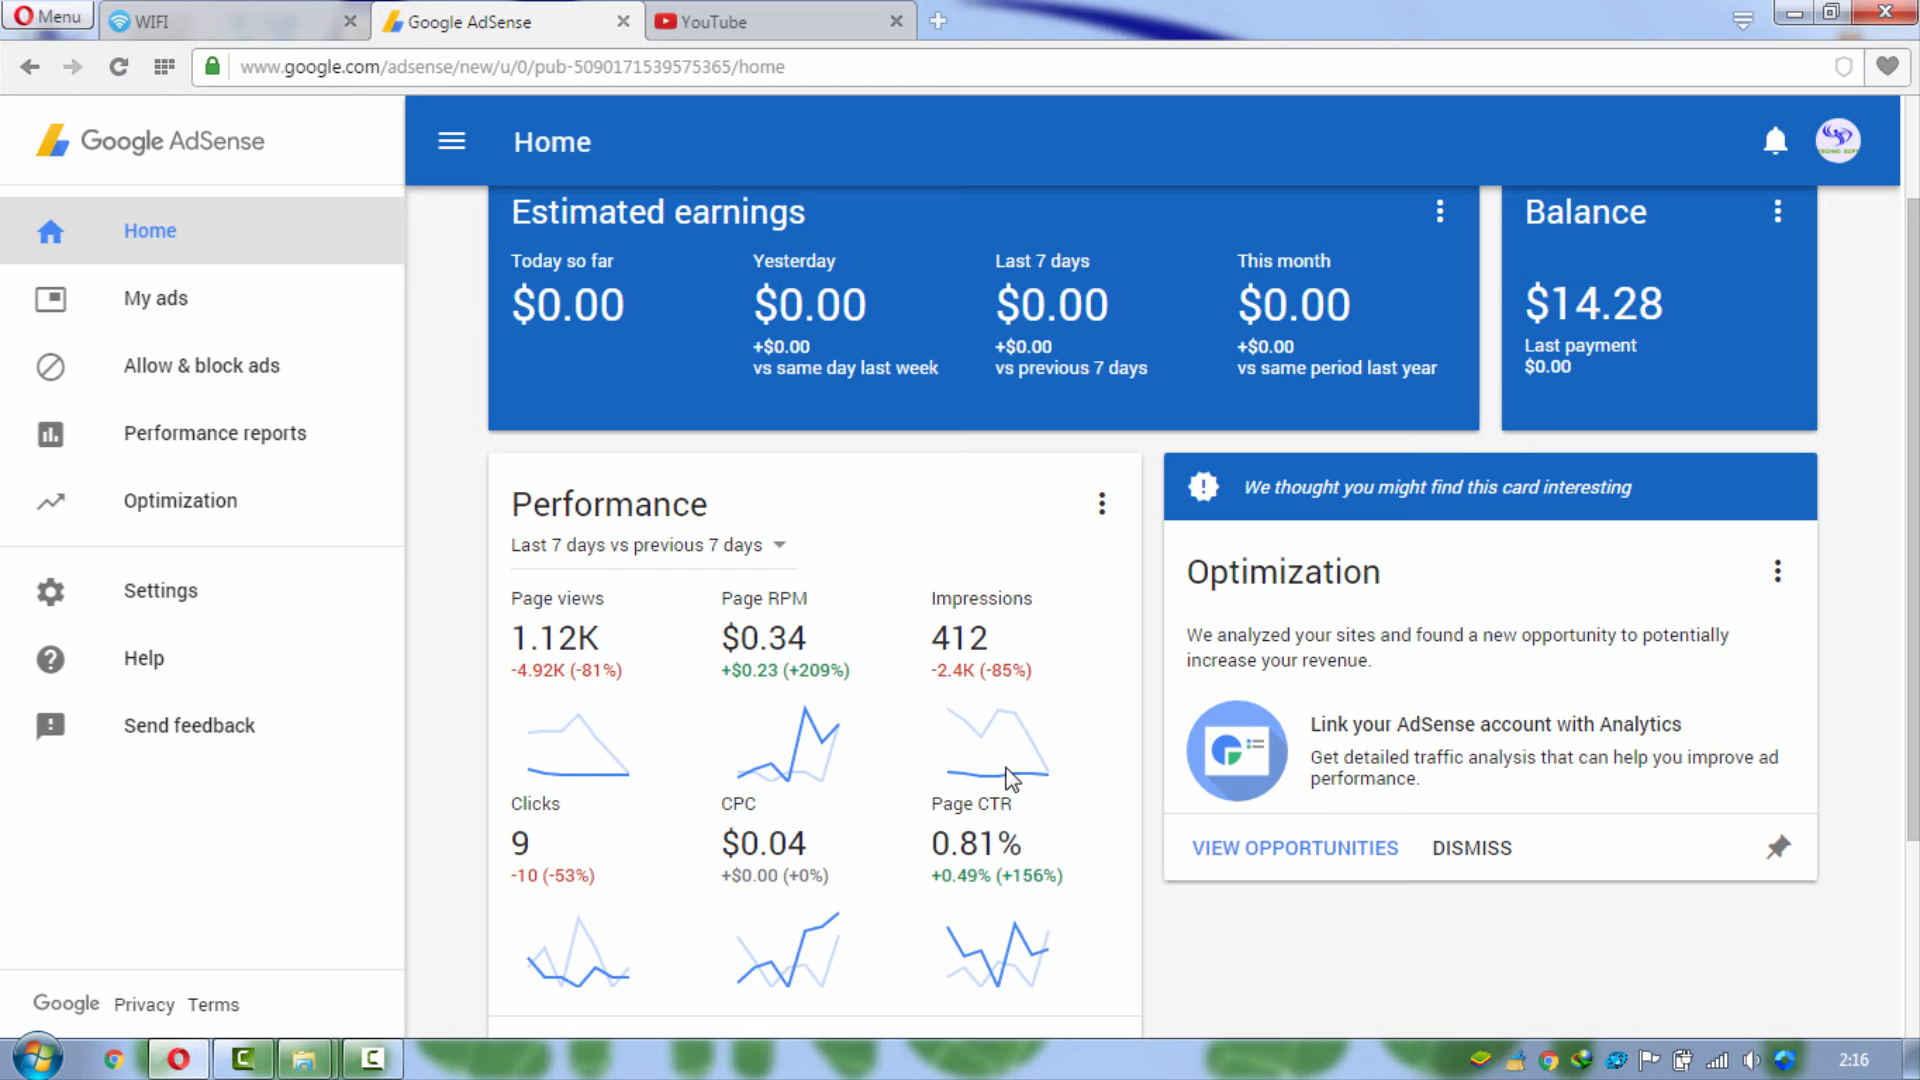 Menu
WIFI
Google AdSense
YouTube
www.google.com/adsense/new/u/0/pub-5090171539575365/home
Google AdSense
Home
Home
My ads
Allow & block ads
Performance reports
Optimization
Settings
Help
Send feedback
Google Privacy Terms
Estimated earnings
Today so far
$0.00
Yesterday
$0.00
+$0.00
vs same day last week
Last 7 days
$0.00
+$0.00
vs previous 7 days
This month
$0.00
+$0.00
vs same period last year
Balance
$14.28
Last payment
$0.00
Performance
Last 7 days vs previous 7 days
Page views
1.12K
-4.92K (-81%)
Page RPM
$0.34
+$0.23 (+209%)
Impressions
412
-2.4K (-85%)
Clicks
9
-10 (-53%)
CPC
$0.04
+$0.00 (+0%)
Page CTR
0.81%
+0.49% (+156%)
We thought you might find this card interesting
Optimization
We analyzed your sites and found a new opportunity to potentially
increase your revenue.
Link your AdSense account with Analytics
Get detailed traffic analysis that can help you improve ad
performance.
VIEW OPPORTUNITIES
DISMISS
2:16